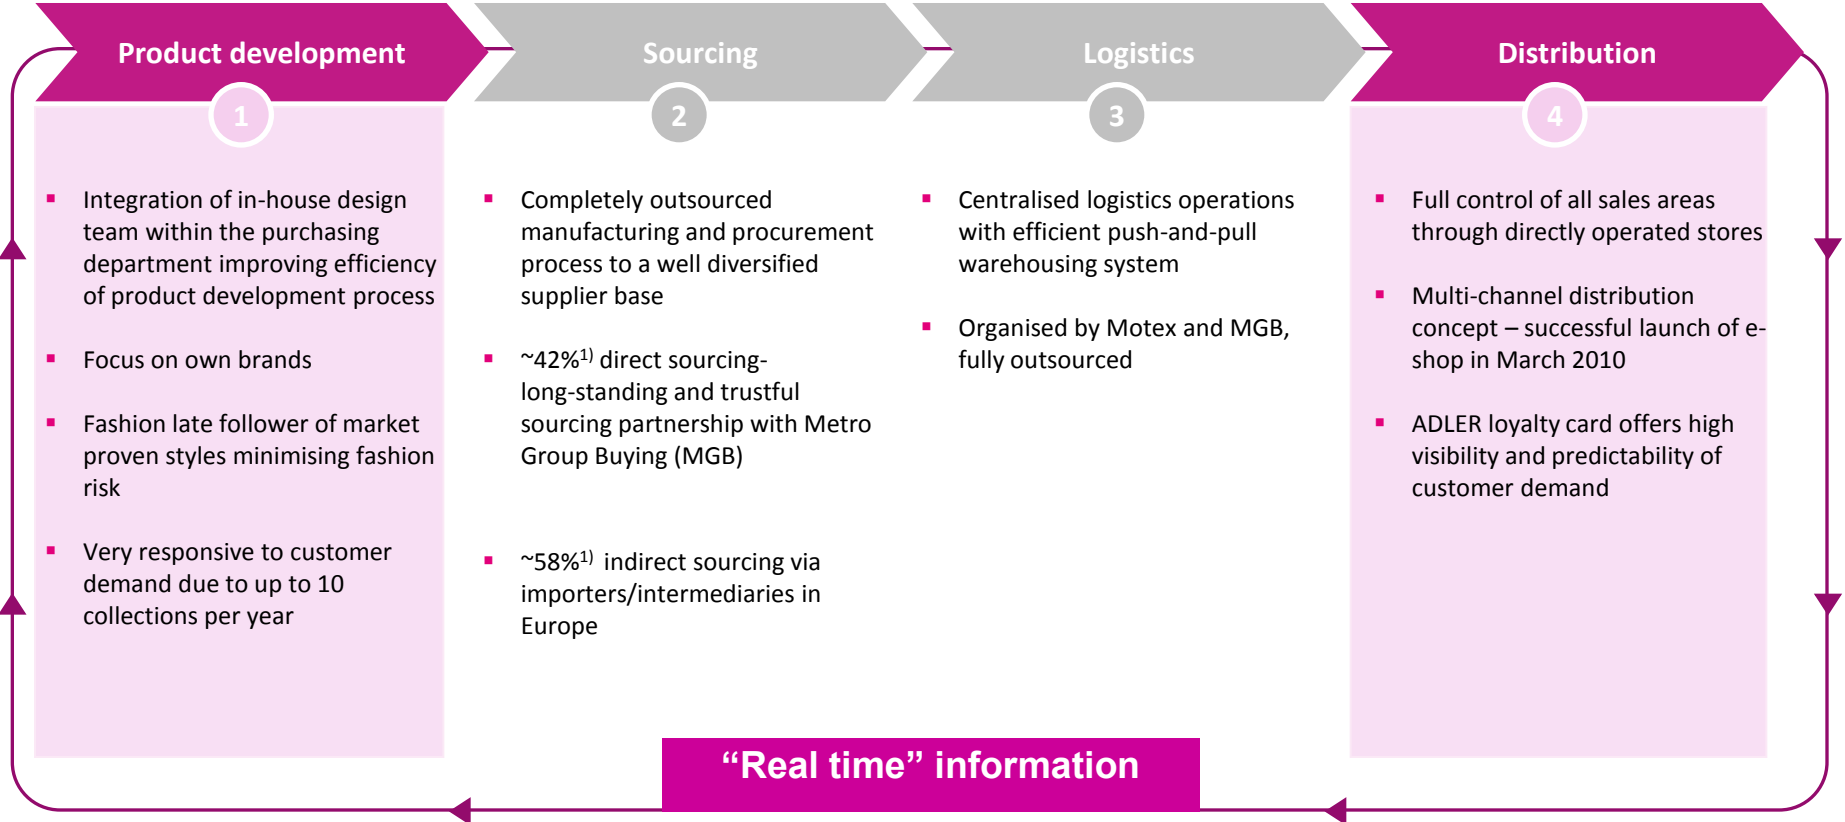 Product development
Sourcing
Logistics
Distribution
1
2
3
4
▪ Integration of in-house design
team within the purchasing
department improving efficiency
of product development process
▪ Focus on own brands
▪ Fashion late follower of market
proven styles minimising fashion
risk
▪ Very responsive to customer
demand due to up to 10
collections per year
▪ Completely outsourced
manufacturing and procurement
process to a well diversified
supplier base
▪ ~42%1) direct sourcing-
long-standing and trustful
sourcing partnership with Metro
Group Buying (MGB)
▪ ~58%1) indirect sourcing via
importers/intermediaries in
Europe
▪ Centralised logistics operations
with efficient push-and-pull
warehousing system
▪ Organised by Motex and MGB,
fully outsourced
▪ Full control of all sales areas
through directly operated stores
▪ Multi-channel distribution
concept – successful launch of e-
shop in March 2010
▪ ADLER loyalty card offers high
visibility and predictability of
customer demand
“Real time” information